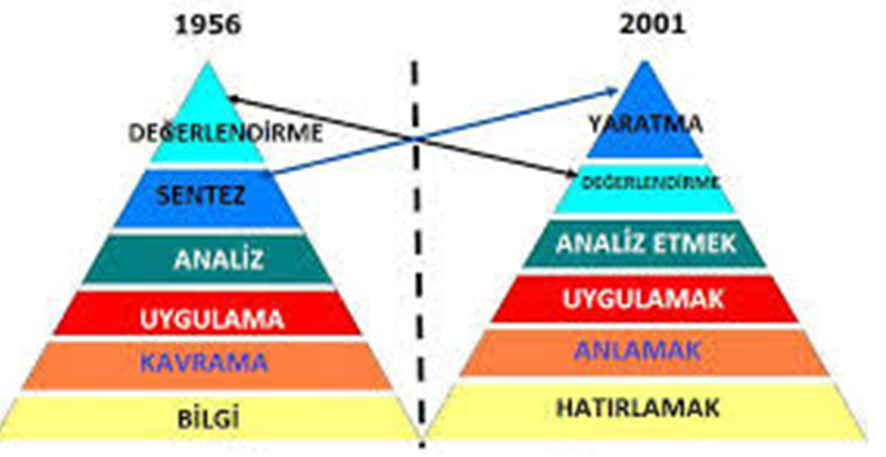 1956
DEĞERLENDİRME
SENTEZ
ANALİZ
UYGULAMA
KAVRAMA
BİLGİ
2001
YARATMA
DEĞERLENDİRME
ANALİZ ETMEK
UYGULAMAK
ANLAMAK
HATIRLAMAK